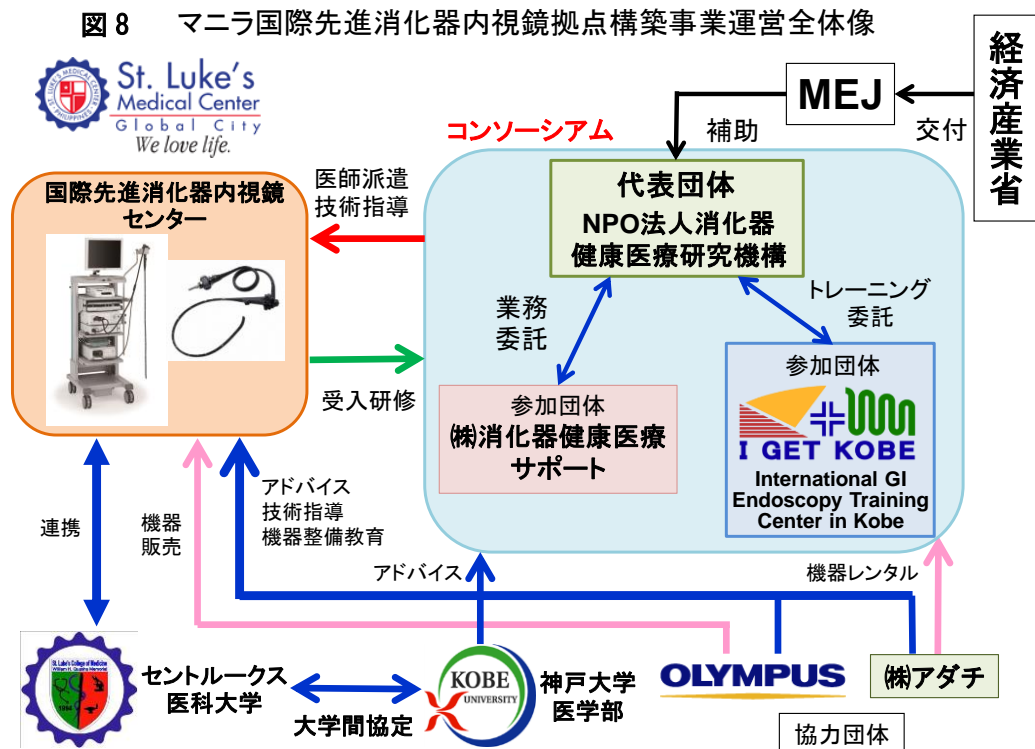 図8 マニラ国際先進消化器内視鏡拠点構築事業運営全体像
St. Luke's
Medical Center
Global City
We love life.
経済産業省
交付
MEJ
補助
コンソーシアム
代表団体
NPO法人消化器
健康医療研究機構
医師派遣
技術指導
国際先進消化器内視鏡
センター
受入研修
業務
委託
トレーニング
委託
参加団体
㈱消化器健康医療
サポート
参加団体
I GET KOBE
International GI
Endoscopy Training
Center in Kobe
連携
機器
販売
アドバイス
技術指導
機器整備教育
アドバイス
機器レンタル
St. Luke's College of Medicine
セントルークス
医科大学
大学間協定
KOBE
UNIVERSITY
神戸大学
医学部
OLYMPUS
㈱アダチ
協力団体